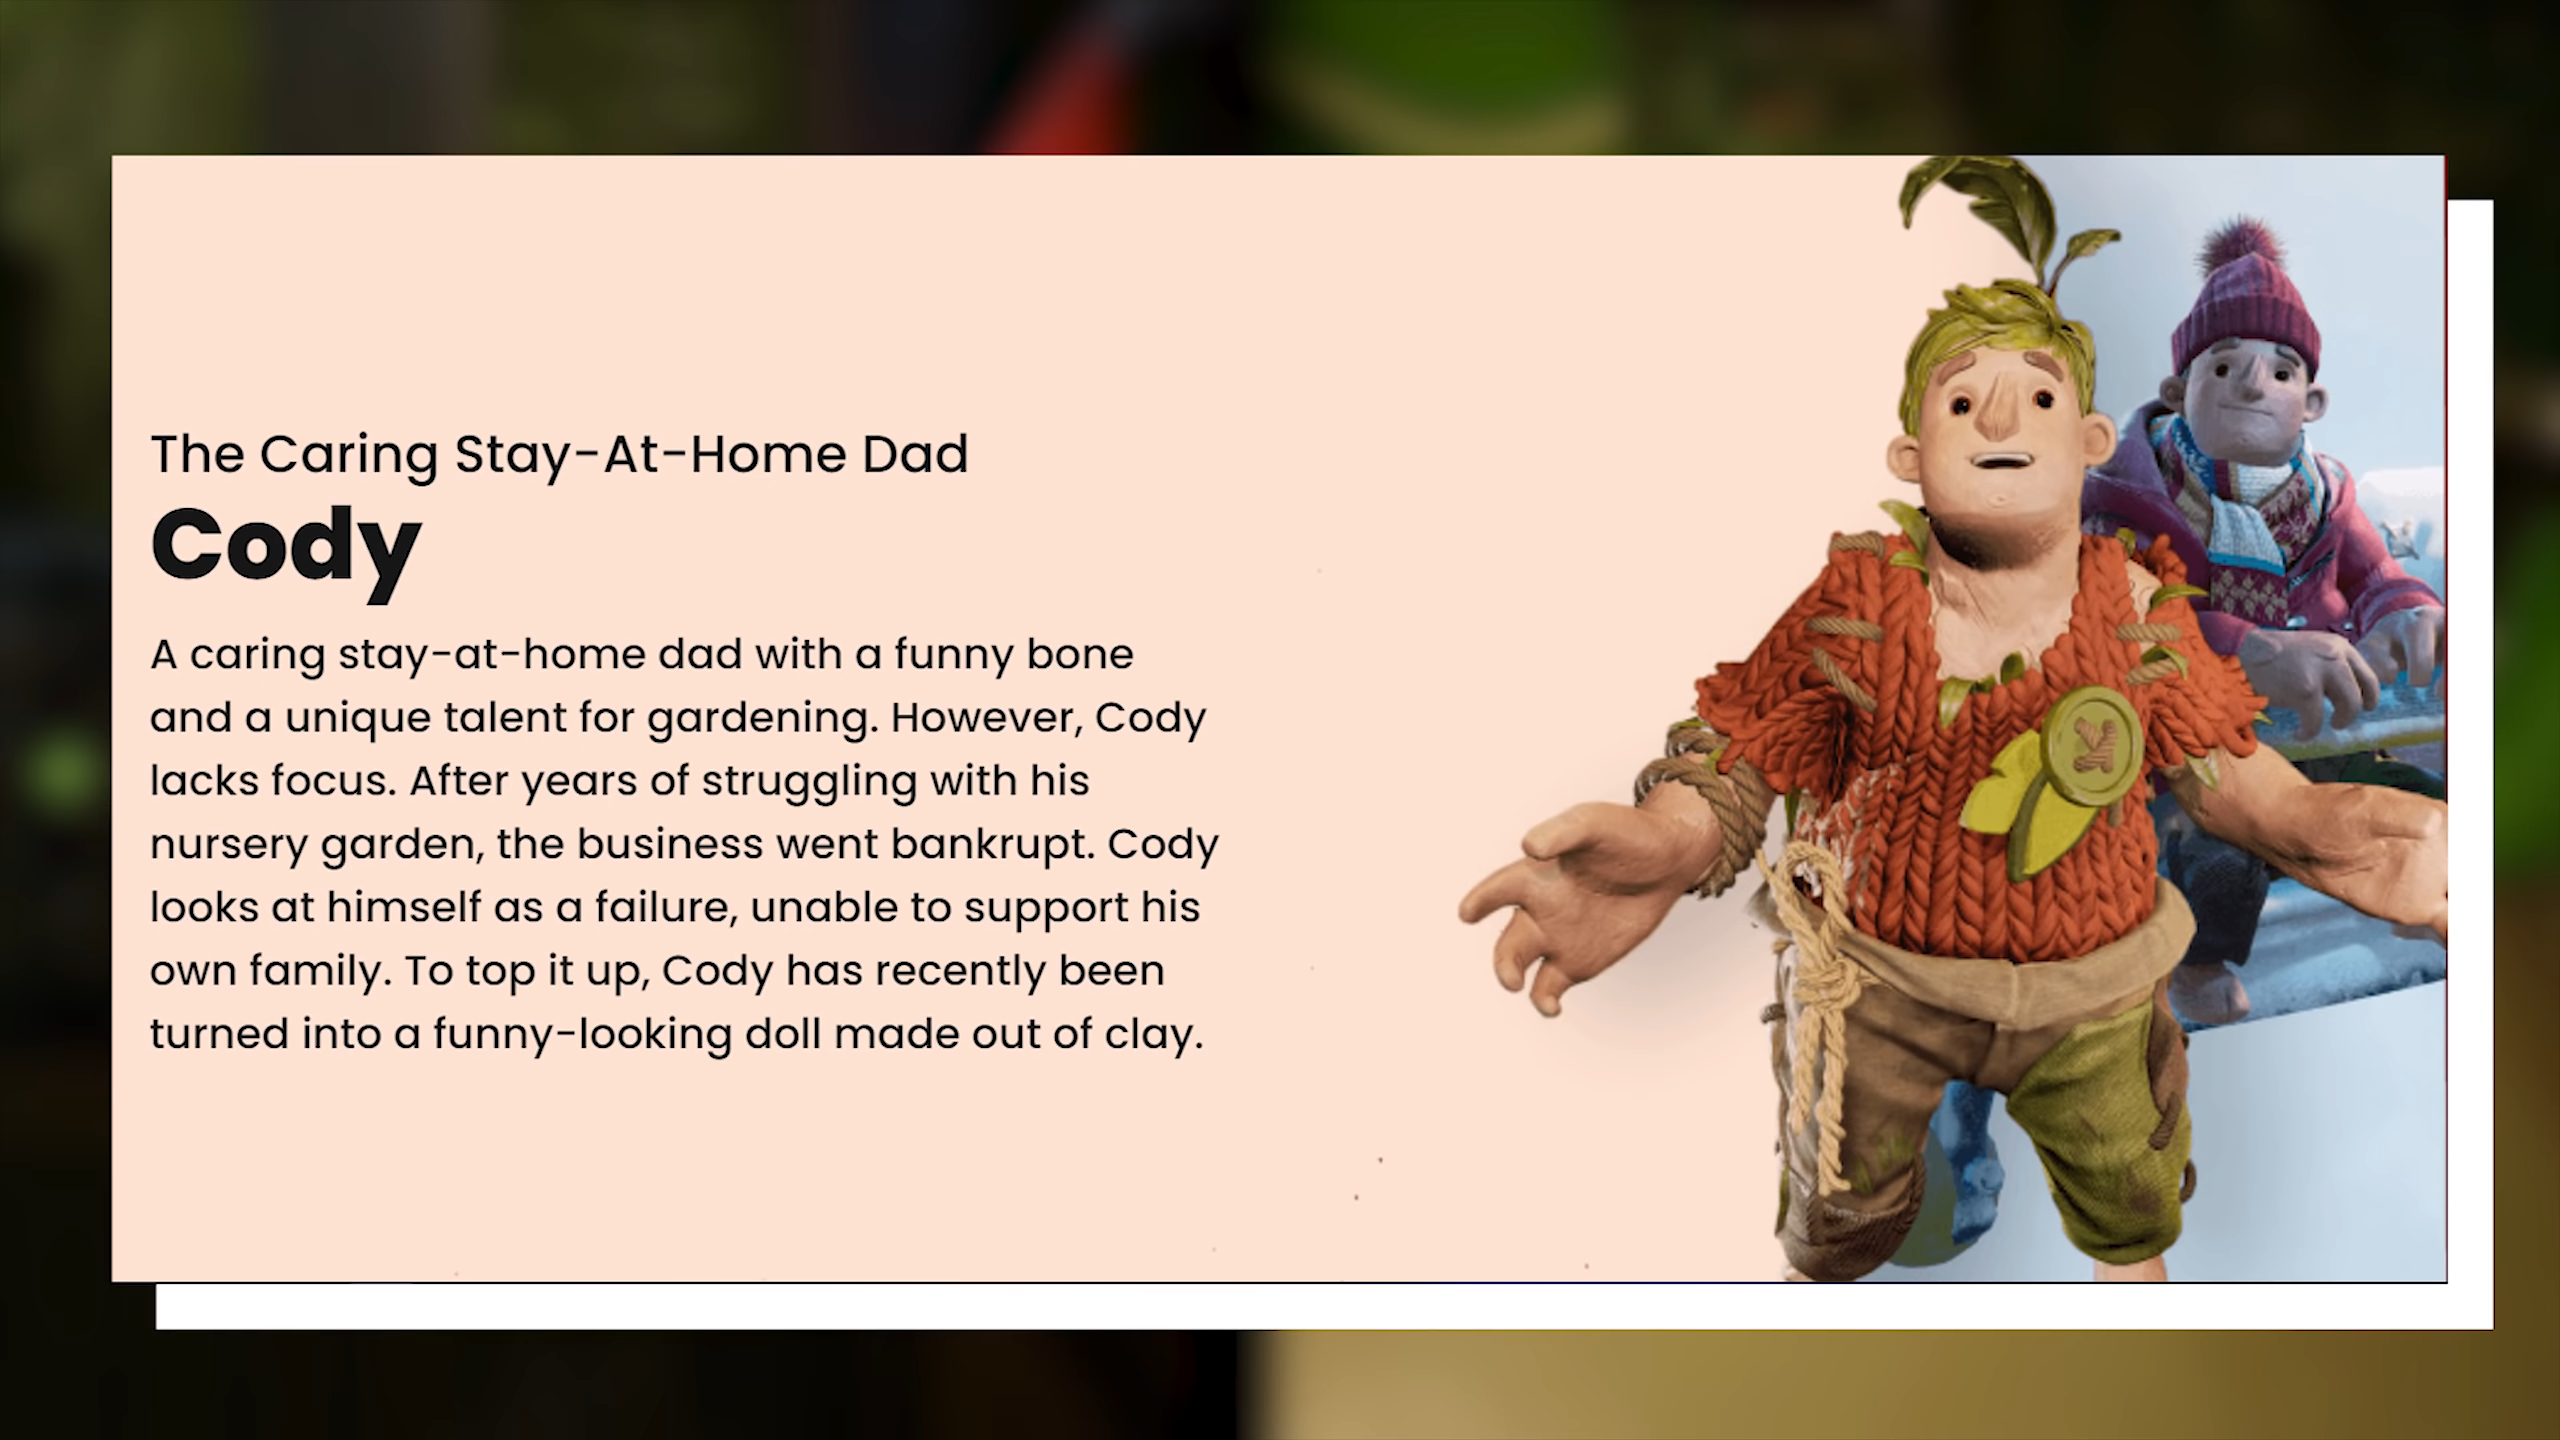 The Caring Stay-At-Home Dad
Cody
A caring stay-at-home dad with a funny bone
and a unique talent for gardening. However, Cody
lacks focus. After years of struggling with his
nursery garden, the business went bankrupt. Cody
looks at himself as a failure, unable to support his
own family. To top it up, Cody has recently been
turned into a funny-looking doll made out of clay.